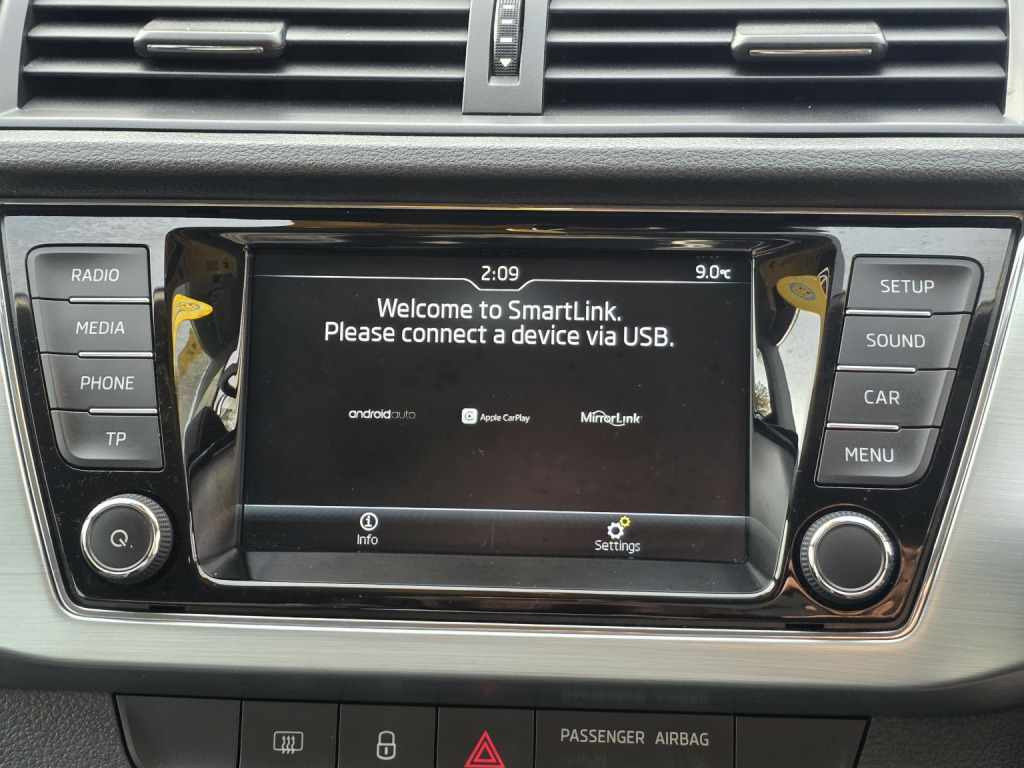 RADIO
MEDIA
PHONE
TP
2:09
9.0°C
Welcome to SmartLink.
Please connect a device via USB.
androidauto
Apple CarPlay
MirrorLink
Info
Settings
SETUP
SOUND
CAR
MENU
PASSENGER AIRBAG